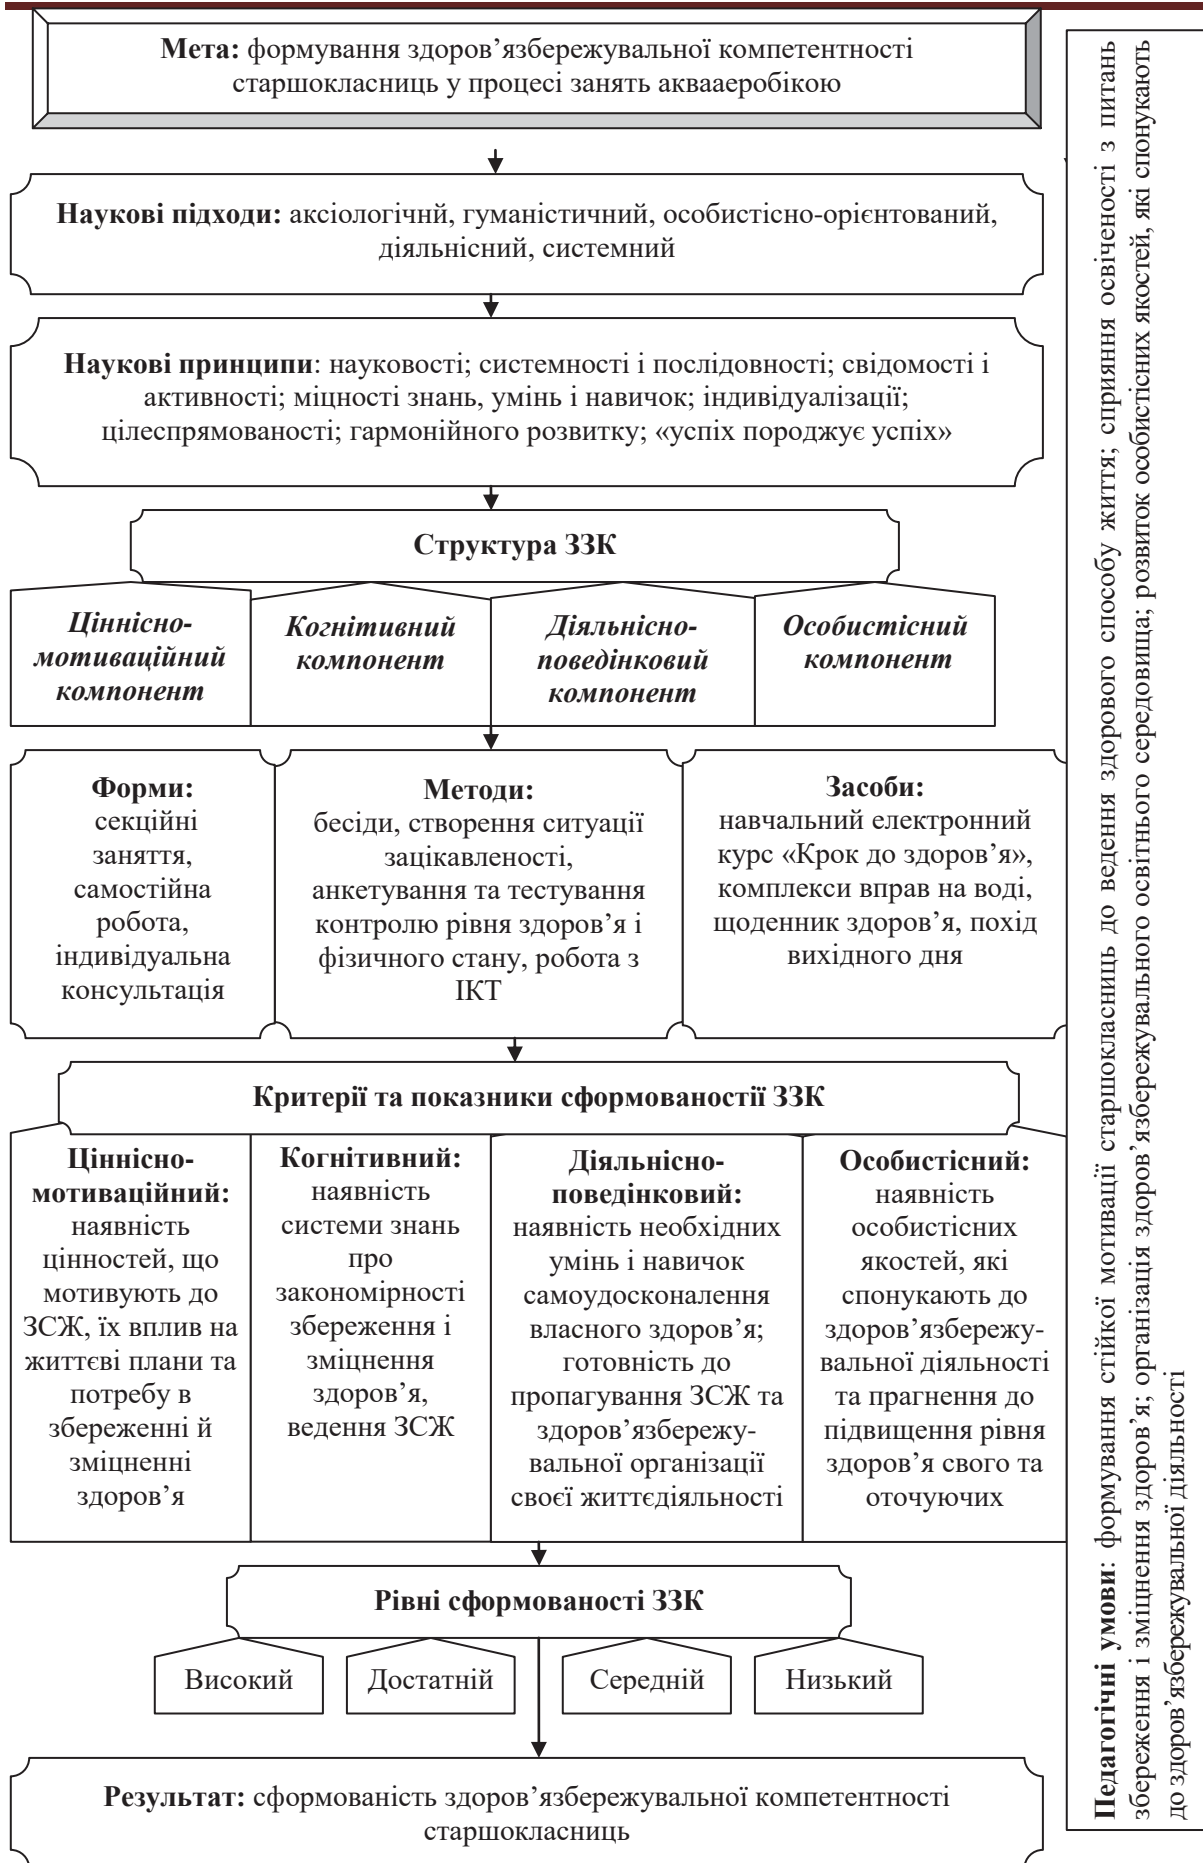 Мета: формування здоров’язбережувальної компетентності
старшокласниць у процесі занять аквааеробікою
Наукові підходи: аксіологічнй, гуманістичний, особистісно-орієнтований,
діяльнісний, системний
Наукові принципи: науковості; системності і послідовності; свідомості і
активності; міцності знань, умінь і навичок; індивідуалізації;
цілеспрямованості; гармонійного розвитку; «успіх породжує успіх»
Структура ЗЗК
Ціннісно-
мотиваційний
компонент
Когнітивний
компонент
Діяльнісно-
поведінковий
компонент
Особистісний
компонент
Форми:
секційні
заняття,
самостійна
робота,
індивідуальна
консультація
Методи:
бесіди, створення ситуації
зацікавленості,
анкетування та тестування
контролю рівня здоров’я і
фізичного стану, робота з
ІКТ
Засоби:
навчальний електронний
курс «Крок до здоров’я»,
комплекси вправ на воді,
щоденник здоров’я, похід
вихідного дня
Критерії та показники сформованостії ЗЗК
Ціннісно-
мотиваційний:
наявність
цінностей, що
мотивують до
ЗСЖ, їх вплив на
життєві плани та
потребу в
збереженні й
зміцненні
здоров’я
Когнітивний:
наявність
системи знань
про
закономірності
збереження і
зміцнення
здоров’я,
ведення ЗСЖ
Діяльнісно-
поведінковий:
наявність необхідних
умінь і навичок
самоудосконалення
власного здоров’я;
готовність до
пропагування ЗСЖ та
здоров’язбережу-
вальної організації
своєї життєдіяльності
Особистісний:
наявність
особистісних
якостей, які
спонукають до
здоров’язбережу-
вальної діяльності
та прагнення до
підвищення рівня
здоров’я свого та
оточуючих
Рівні сформованості ЗЗК
Високий
Достатній
Середній
Низький
Результат: сформованість здоров’язбережувальної компетентності
старшокласниць
Педагогічні умови: формування стійкої мотивації старшокласниць до ведення здорового способу життя; сприяння освіченості з питань
збереження і зміцнення здоров’я; організація здоров’язбережувального освітнього середовища; розвиток особистісних якостей, які спонукають
до здоров’язбережувальної діяльності